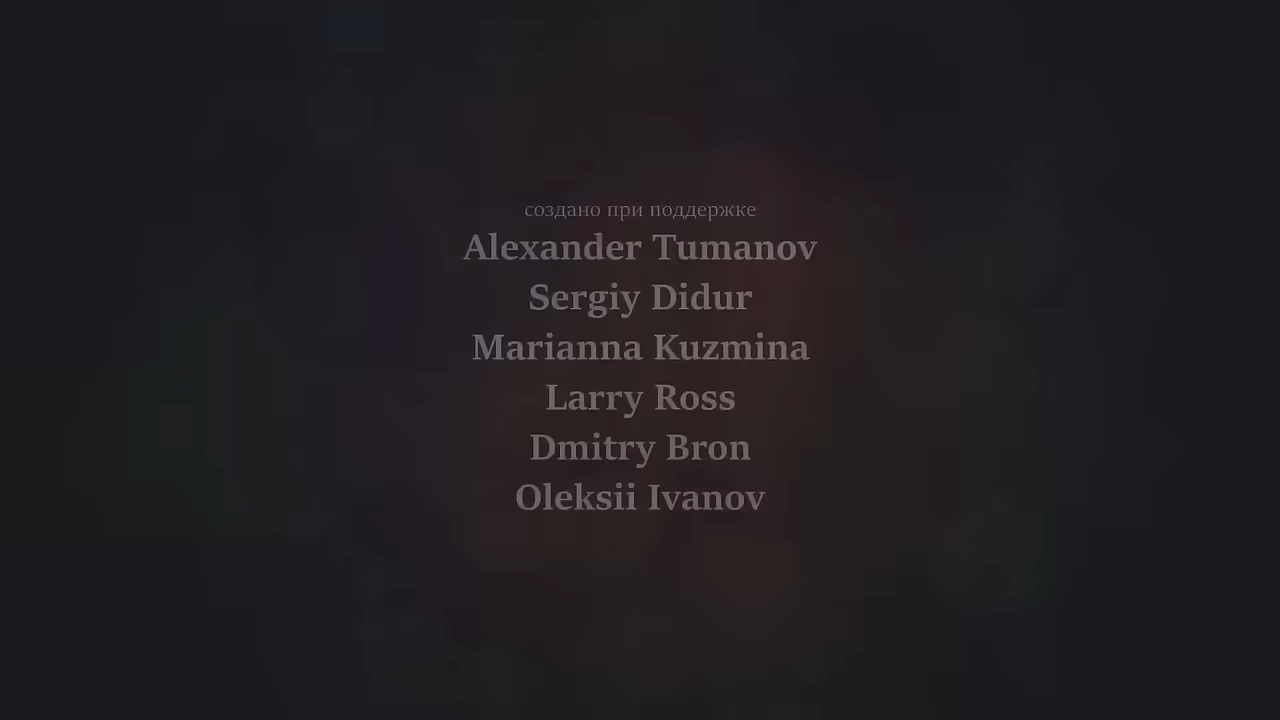 создано при поддержке
Alexander Tumanov
Sergiy Didur
Marianna Kuzmina
Larry Ross
Dmitry Bron
Oleksii Ivanov